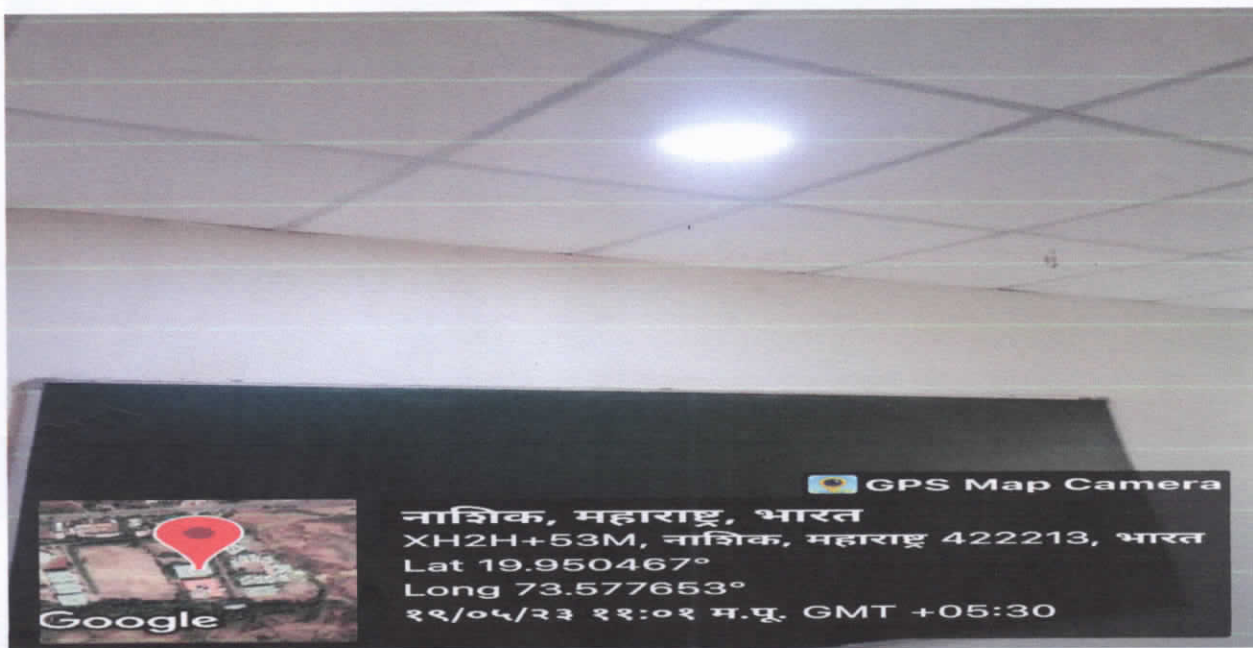 GPS Map Camera
नाशिक, महाराष्ट्र, भारत
XH2H+53M, नाशिक, महाराष्ट्र 422213, भारत
Lat 19.950467°
Long 73.577653°
१९/०५/२३ ११:०१ म.पू. GMT +05:30
Google